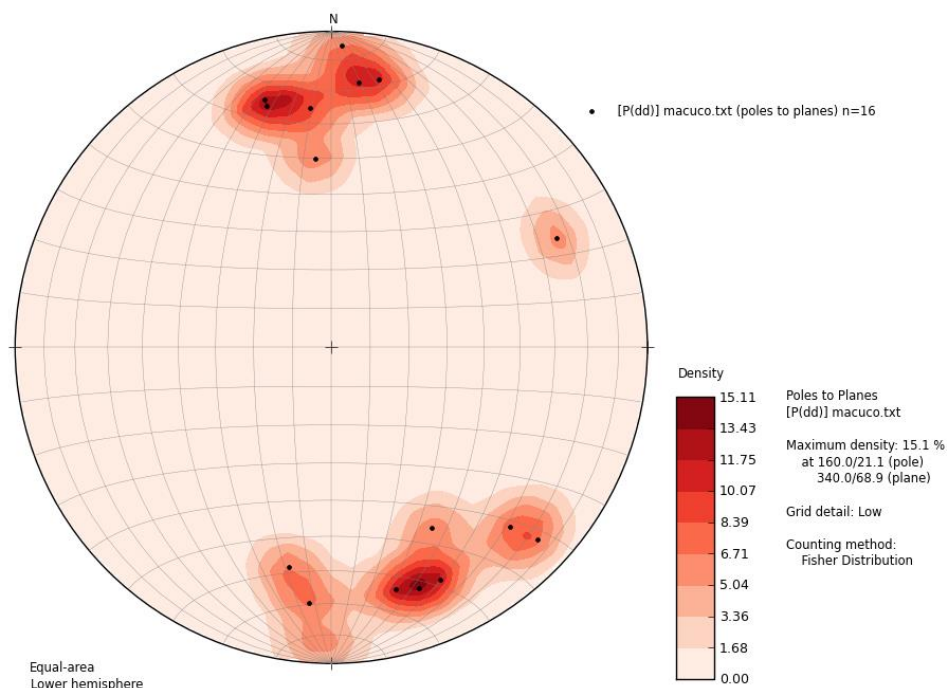 N
[P(dd)] macuco.txt (poles to planes) n=16
Density
15.11
13.43
11.75
10.07
8.39
6.71
5.04
3.36
1.68
0.00
Poles to Planes
[P(dd)] macuco.txt
Maximum density: 15.1 %
at 160.0/21.1 (pole)
340.0/68.9 (plane)
Grid detail: Low
Counting method:
Fisher Distribution
Equal-area
Lower hemisphere